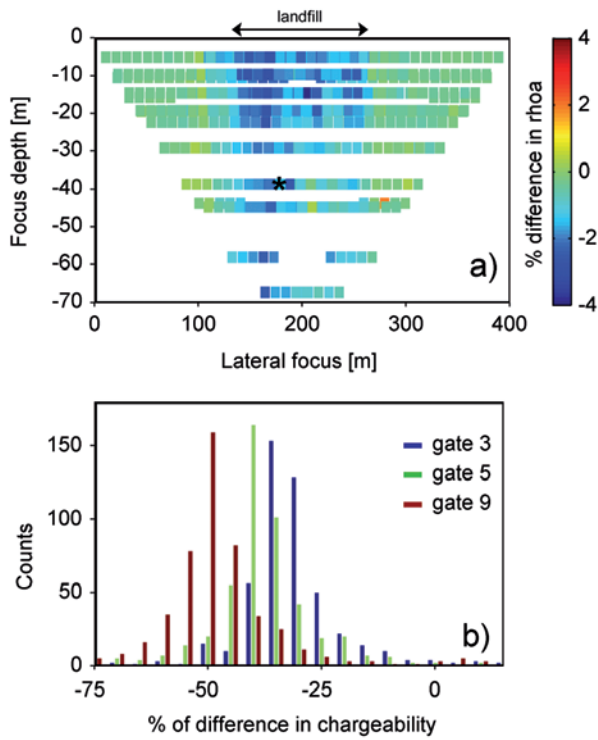 landfill
0
-10
-20
-30
-40
-50
-60
-70
Focus depth [m]
*
a)
0 100 200 300 400
Lateral focus [m]
4
2
0
-2
-4
% difference in rhoa
150
100
50
0
Counts
gate 3
gate 5
gate 9
b)
-75 -50 -25 0
% of difference in chargeability